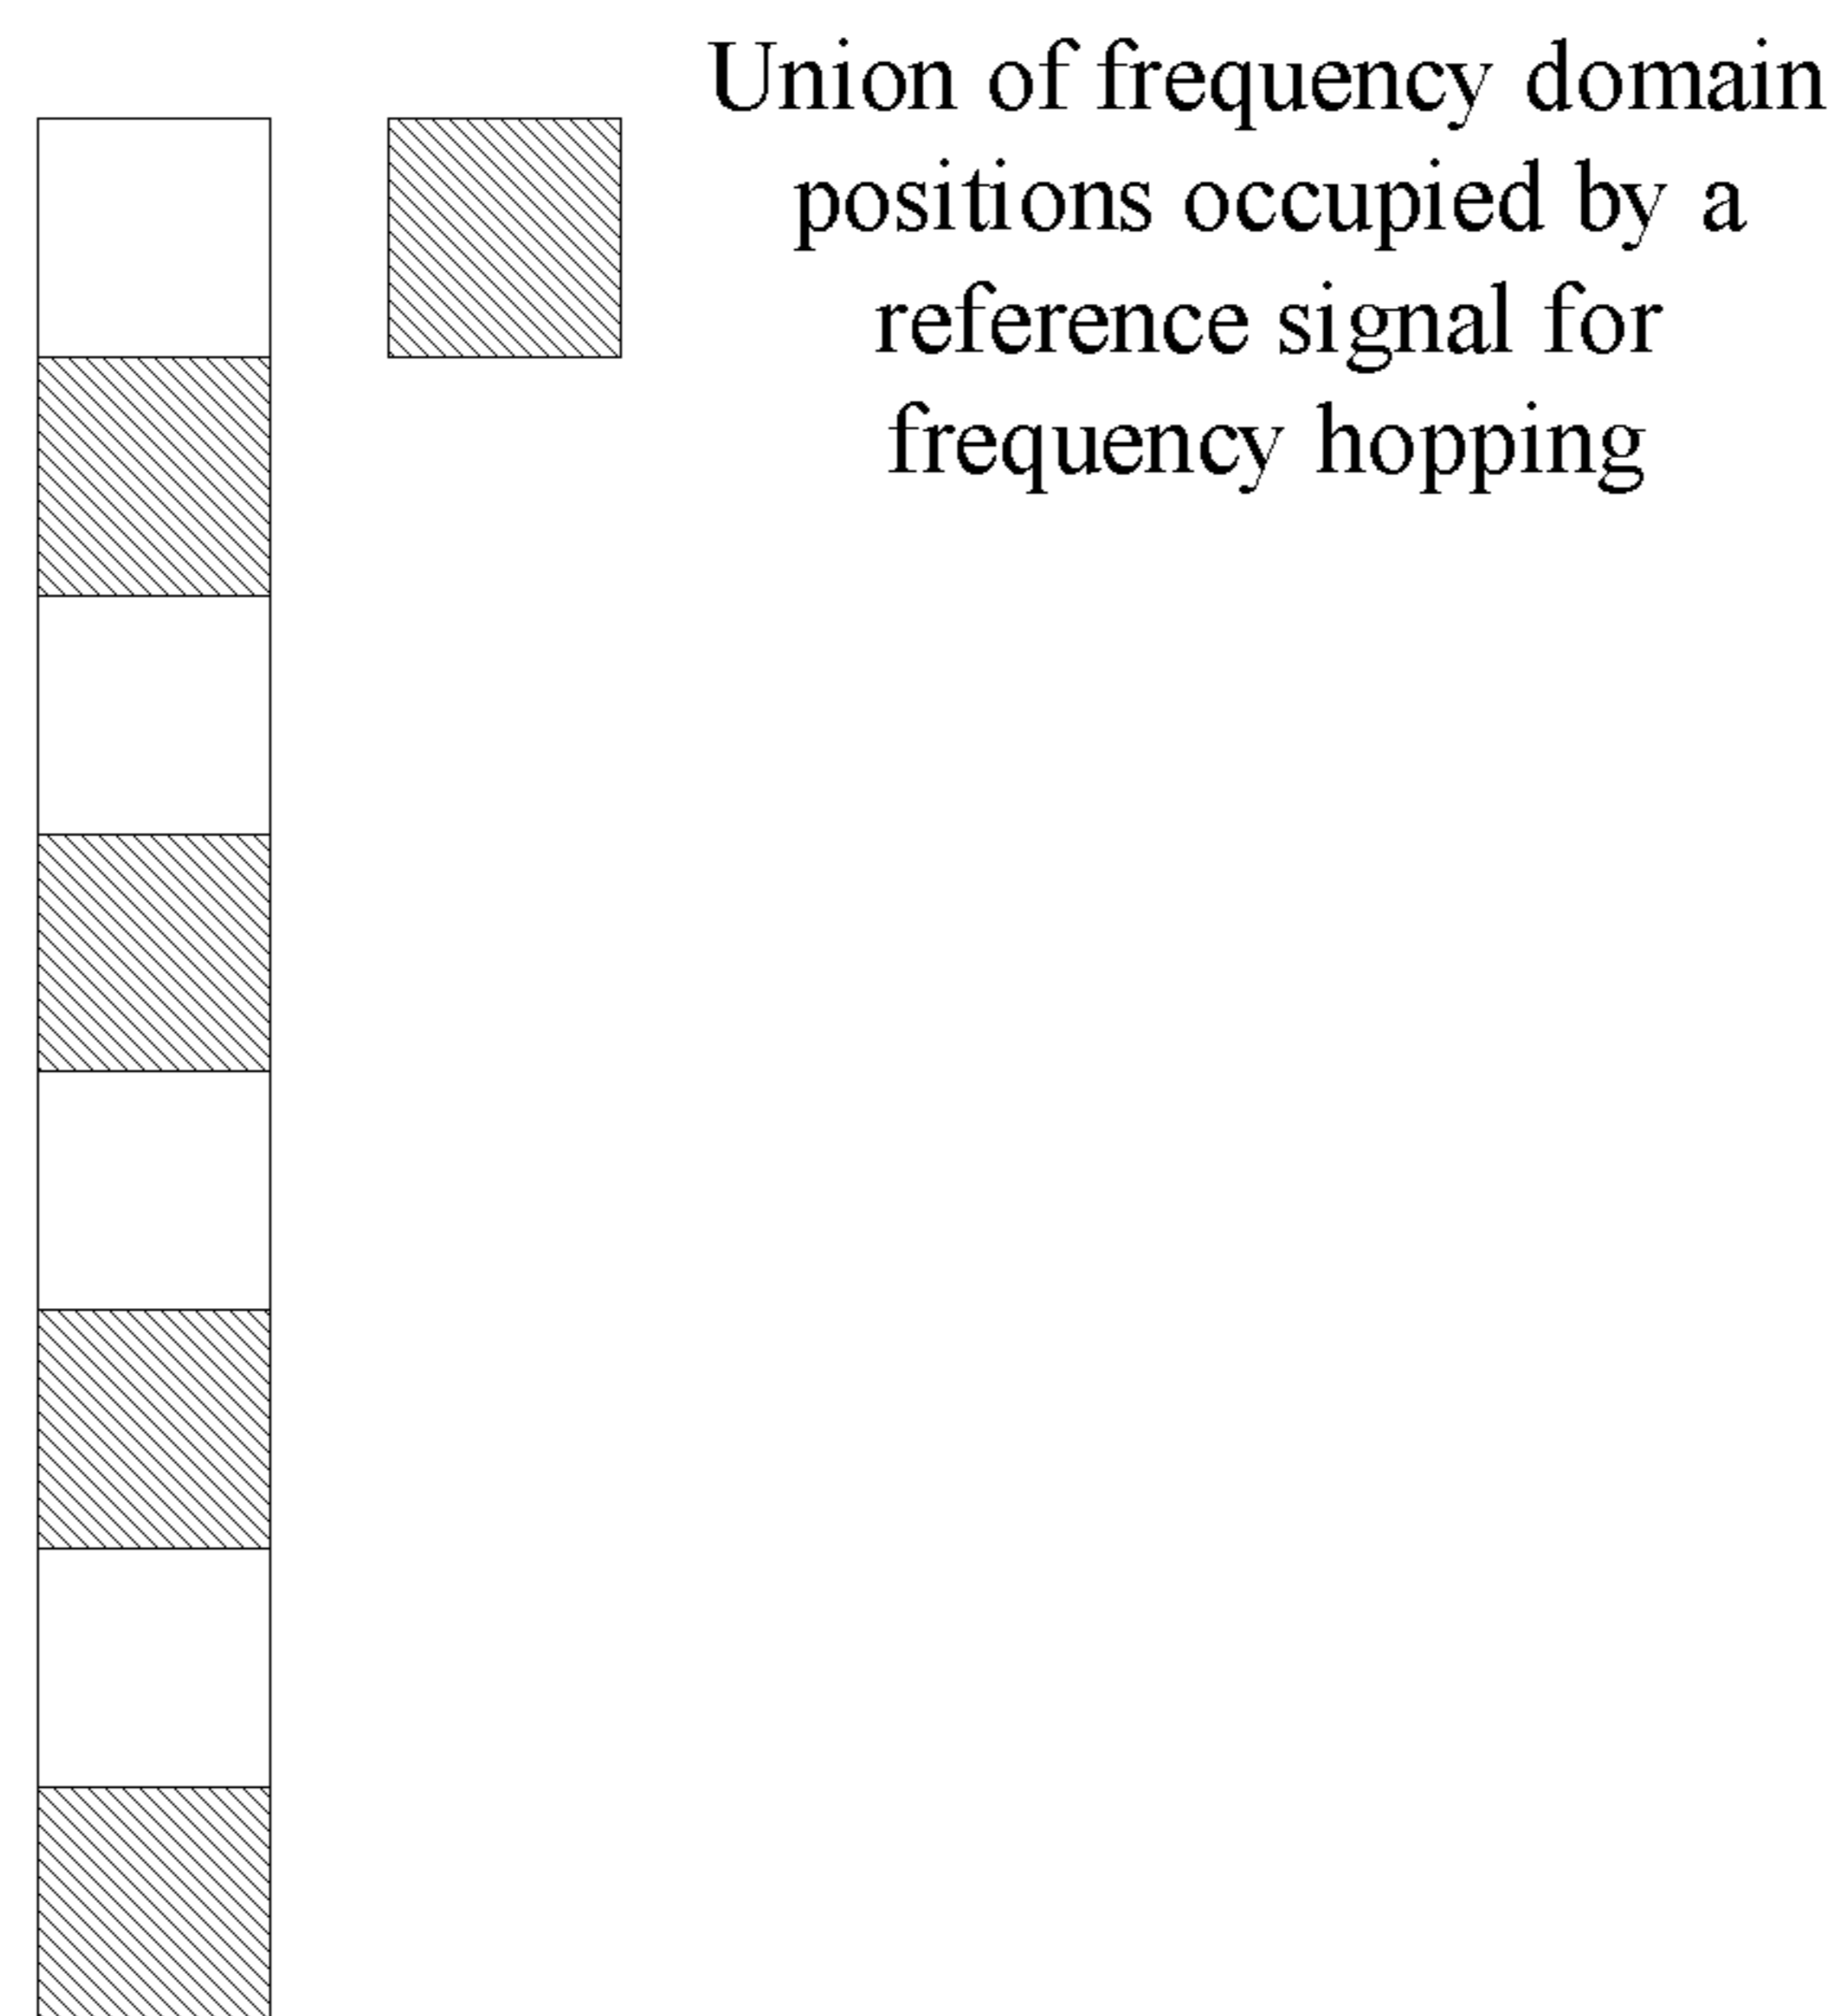 Union of frequency domain
positions occupied by a
reference signal for
frequency hopping